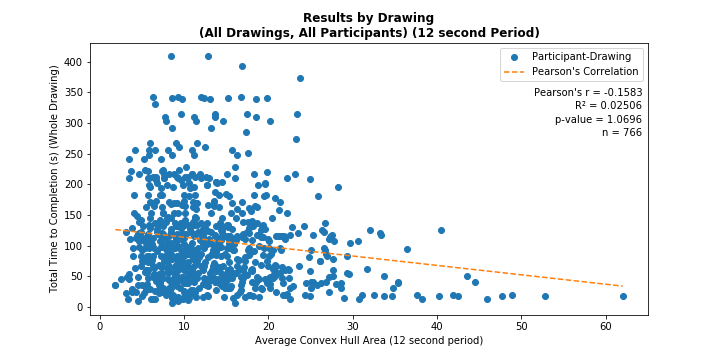 Results by Drawing
(All Drawings, All Participants) (12 second Period)
Participant-Drawing
Pearson's Correlation
Pearson's r = -0.1583
R² = 0.02506
p-value = 1.0696
n = 766
Total Time to Completion (s) (Whole Drawing)
400
350
300
250
200
150
100
50
0
0 10 20 30 40 50 60
Average Convex Hull Area (12 second period)